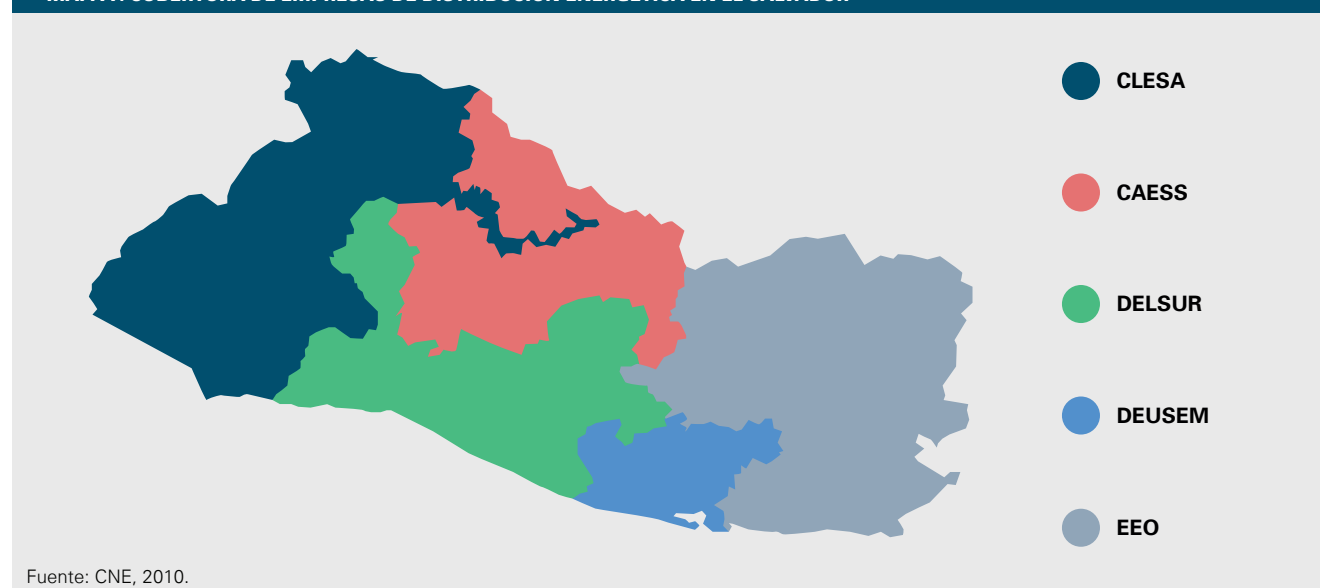 CLESA
CAESS
DELSUR
DEUSEM
EEO
Fuente: CNE, 2010.